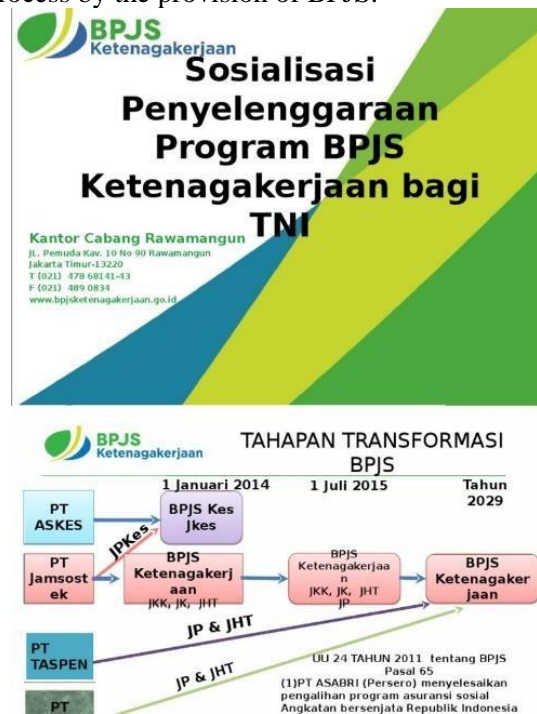 rocess by the provision of BPJS.
BPJS
Ketenagakerjaan
Sosialisasi
Penyelenggaraan
Program BPJS
Ketenagakerjaan bagi
TNI
Kantor Cabang Rawamangun
JL. Pemuda Kav. 10 No 90 Rawamangun
Jakarta Timur-13220
T (021) 478 68141-43
F (021) 489 0834
www.bpjsketenagakerjaan.go.id
BPJS
Ketenagakerjaan
TAHAPAN TRANSFORMASI
BPJS
1 Januari 2014
1 Juli 2015
Tahun
2029
PT
ASKES
BPJS Kes
Jkes
JPKes
PT
Jamsost
ek
BPJS
Ketenagakerj
aan
JKK, JK, JHT
BPJS
Ketenagakerjaa
n
JKK, JK, JHT
JP
BPJS
Ketenagaker
jaan
JP & JHT
PT
TASPEN
JP & JHT
PT
UU 24 TAHUN 2011 tentang BPJS
Pasal 65
(1)PT ASABRI (Persero) menyelesaikan
pengalihan program asuransi sosial
Angkatan bersenjata Republik Indonesia